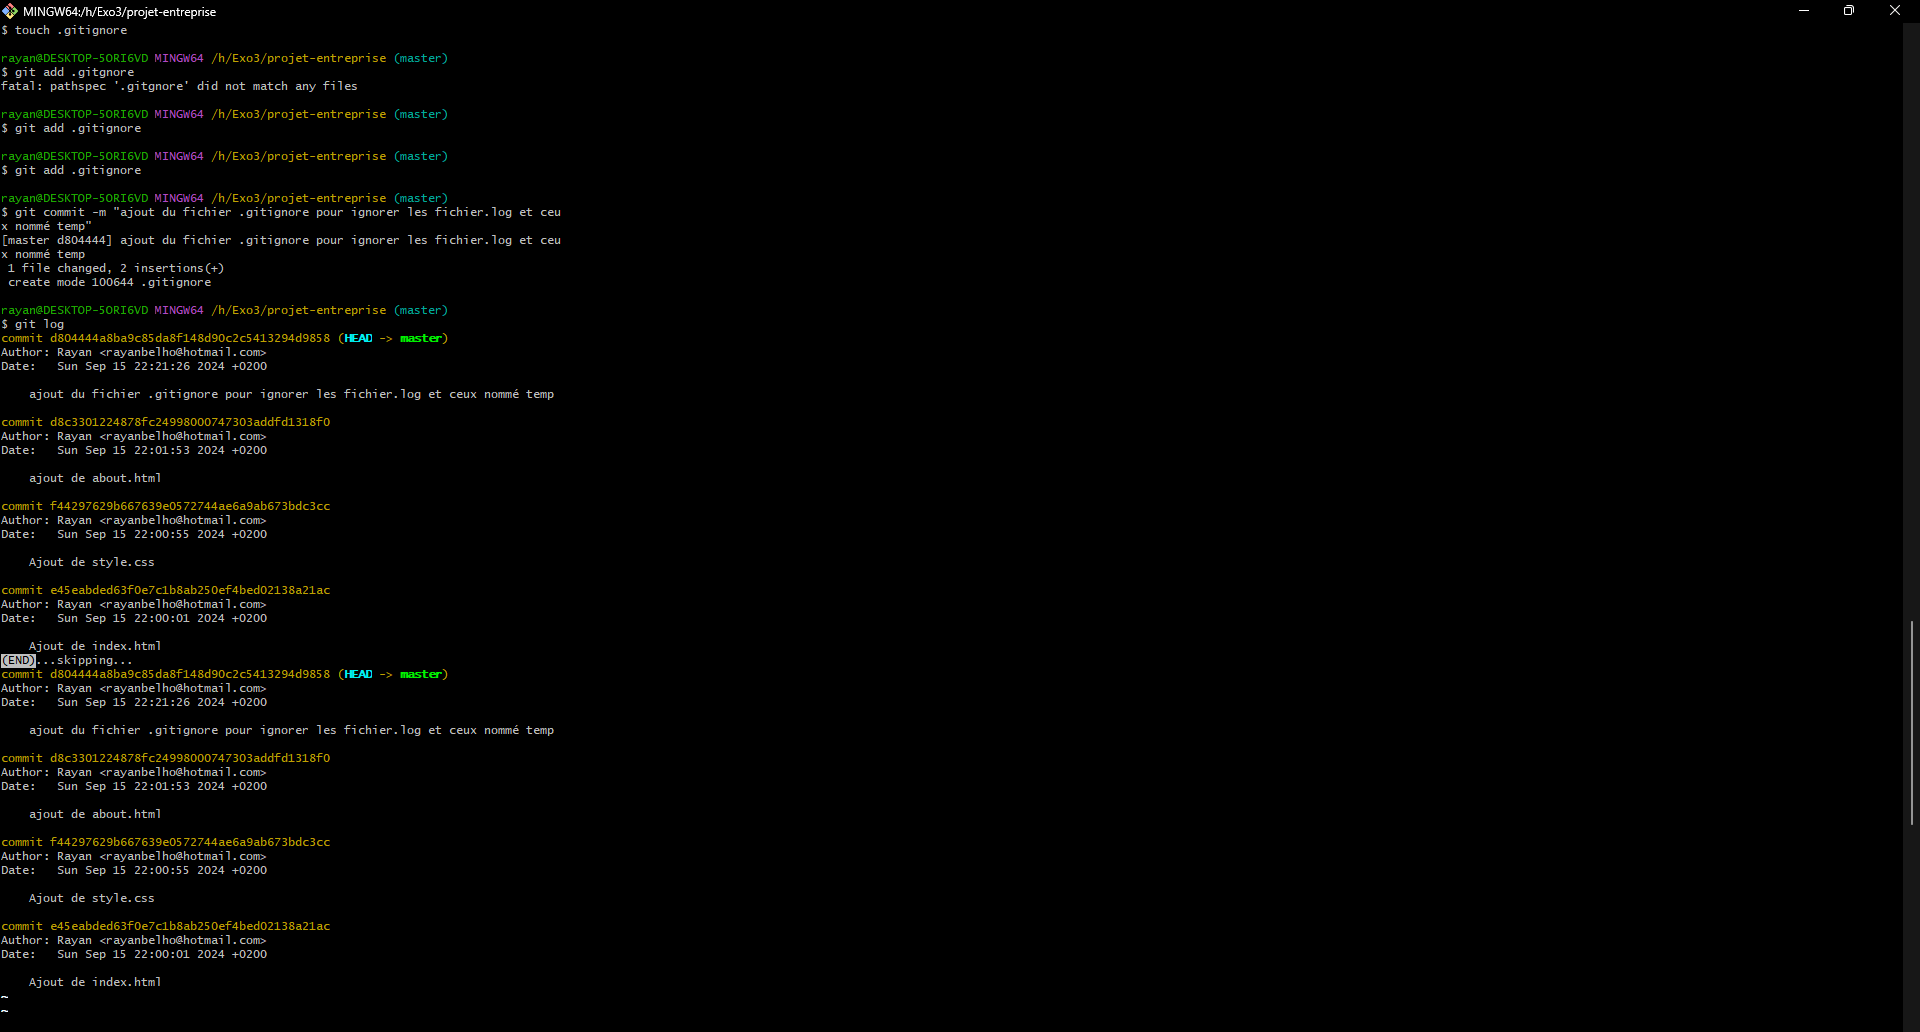 MINGW64:/h/Exo3/projet-entreprise
$ touch .gitignore
rayan@DESKTOP-5ORI6VD MINGW64 /h/Exo3/projet-entreprise (master)
$ git add .gitgnore
fatal: pathspec '.gitgnore' did not match any files
rayan@DESKTOP-5ORI6VD MINGW64 /h/Exo3/projet-entreprise (master)
$ git add .gitignore
rayan@DESKTOP-5ORI6VD MINGW64 /h/Exo3/projet-entreprise (master)
$ git add .gitignore
rayan@DESKTOP-5ORI6VD MINGW64 /h/Exo3/projet-entreprise (master)
$ git commit -m "ajout du fichier .gitignore pour ignorer les fichier.log et ceu
x nommé temp"
[master d804444] ajout du fichier .gitignore pour ignorer les fichier.log et ceu
x nommé temp
1 file changed, 2 insertions(+)
create mode 100644 .gitignore
rayan@DESKTOP-5ORI6VD MINGW64 /h/Exo3/projet-entreprise (master)
$ git log
commit d804444a8ba9c85da8f148d90c2c5413294d9858 (HEAD -> master)
Author: Rayan <rayanbelho@hotmail.com>
Date:   Sun Sep 15 22:21:26 2024 +0200
ajout du fichier .gitignore pour ignorer les fichier.log et ceux nommé temp
commit d8c3301224878fc24998000747303addfd1318f0
Author: Rayan <rayanbelho@hotmail.com>
Date:   Sun Sep 15 22:01:53 2024 +0200
ajout de about.html
commit f44297629b667639e0572744ae6a9ab673bdc3cc
Author: Rayan <rayanbelho@hotmail.com>
Date:   Sun Sep 15 22:00:55 2024 +0200
Ajout de style.css
commit e45eabded63f0e7c1b8ab250ef4bed02138a21ac
Author: Rayan <rayanbelho@hotmail.com>
Date:   Sun Sep 15 22:00:01 2024 +0200
Ajout de index.html
(END)...skipping...
commit d804444a8ba9c85da8f148d90c2c5413294d9858 (HEAD -> master)
Author: Rayan <rayanbelho@hotmail.com>
Date:   Sun Sep 15 22:21:26 2024 +0200
ajout du fichier .gitignore pour ignorer les fichier.log et ceux nommé temp
commit d8c3301224878fc24998000747303addfd1318f0
Author: Rayan <rayanbelho@hotmail.com>
Date:   Sun Sep 15 22:01:53 2024 +0200
ajout de about.html
commit f44297629b667639e0572744ae6a9ab673bdc3cc
Author: Rayan <rayanbelho@hotmail.com>
Date:   Sun Sep 15 22:00:55 2024 +0200
Ajout de style.css
commit e45eabded63f0e7c1b8ab250ef4bed02138a21ac
Author: Rayan <rayanbelho@hotmail.com>
Date:   Sun Sep 15 22:00:01 2024 +0200
Ajout de index.html
~
~